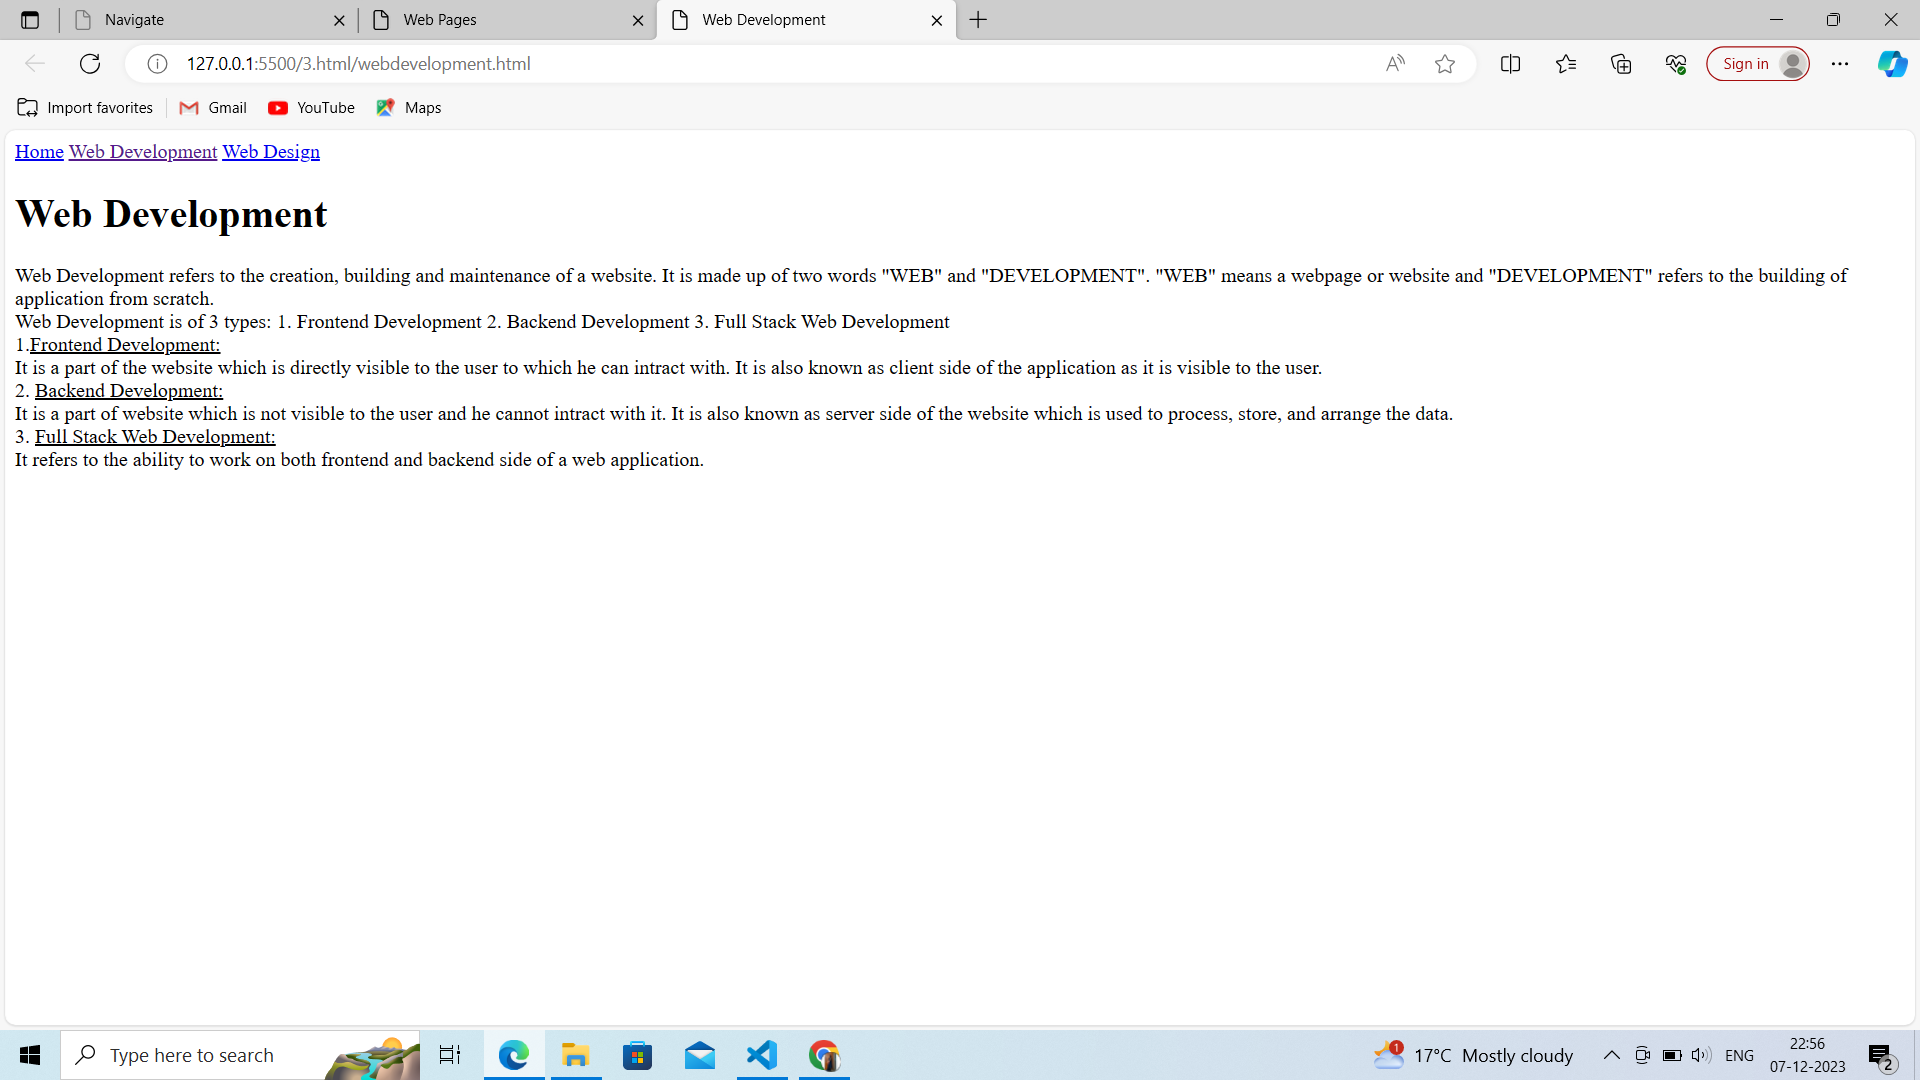 Navigate
Web Pages
Web Development
127.0.0.1:5500/3.html/webdevelopment.html
Sign in
Import favorites
Gmail
YouTube
Maps
Home Web Development Web Design
Web Development
Web Development refers to the creation, building and maintenance of a website. It is made up of two words "WEB" and "DEVELOPMENT". "WEB" means a webpage or website and "DEVELOPMENT" refers to the building of
application from scratch.
Web Development is of 3 types: 1. Frontend Development 2. Backend Development 3. Full Stack Web Development
1.Frontend Development:
It is a part of the website which is directly visible to the user to which he can intract with. It is also known as client side of the application as it is visible to the user.
2. Backend Development:
It is a part of website which is not visible to the user and he cannot intract with it. It is also known as server side of the website which is used to process, store, and arrange the data.
3. Full Stack Web Development:
It refers to the ability to work on both frontend and backend side of a web application.
Type here to search
1
17°C Mostly cloudy
ENG
22:56
07-12-2023
2